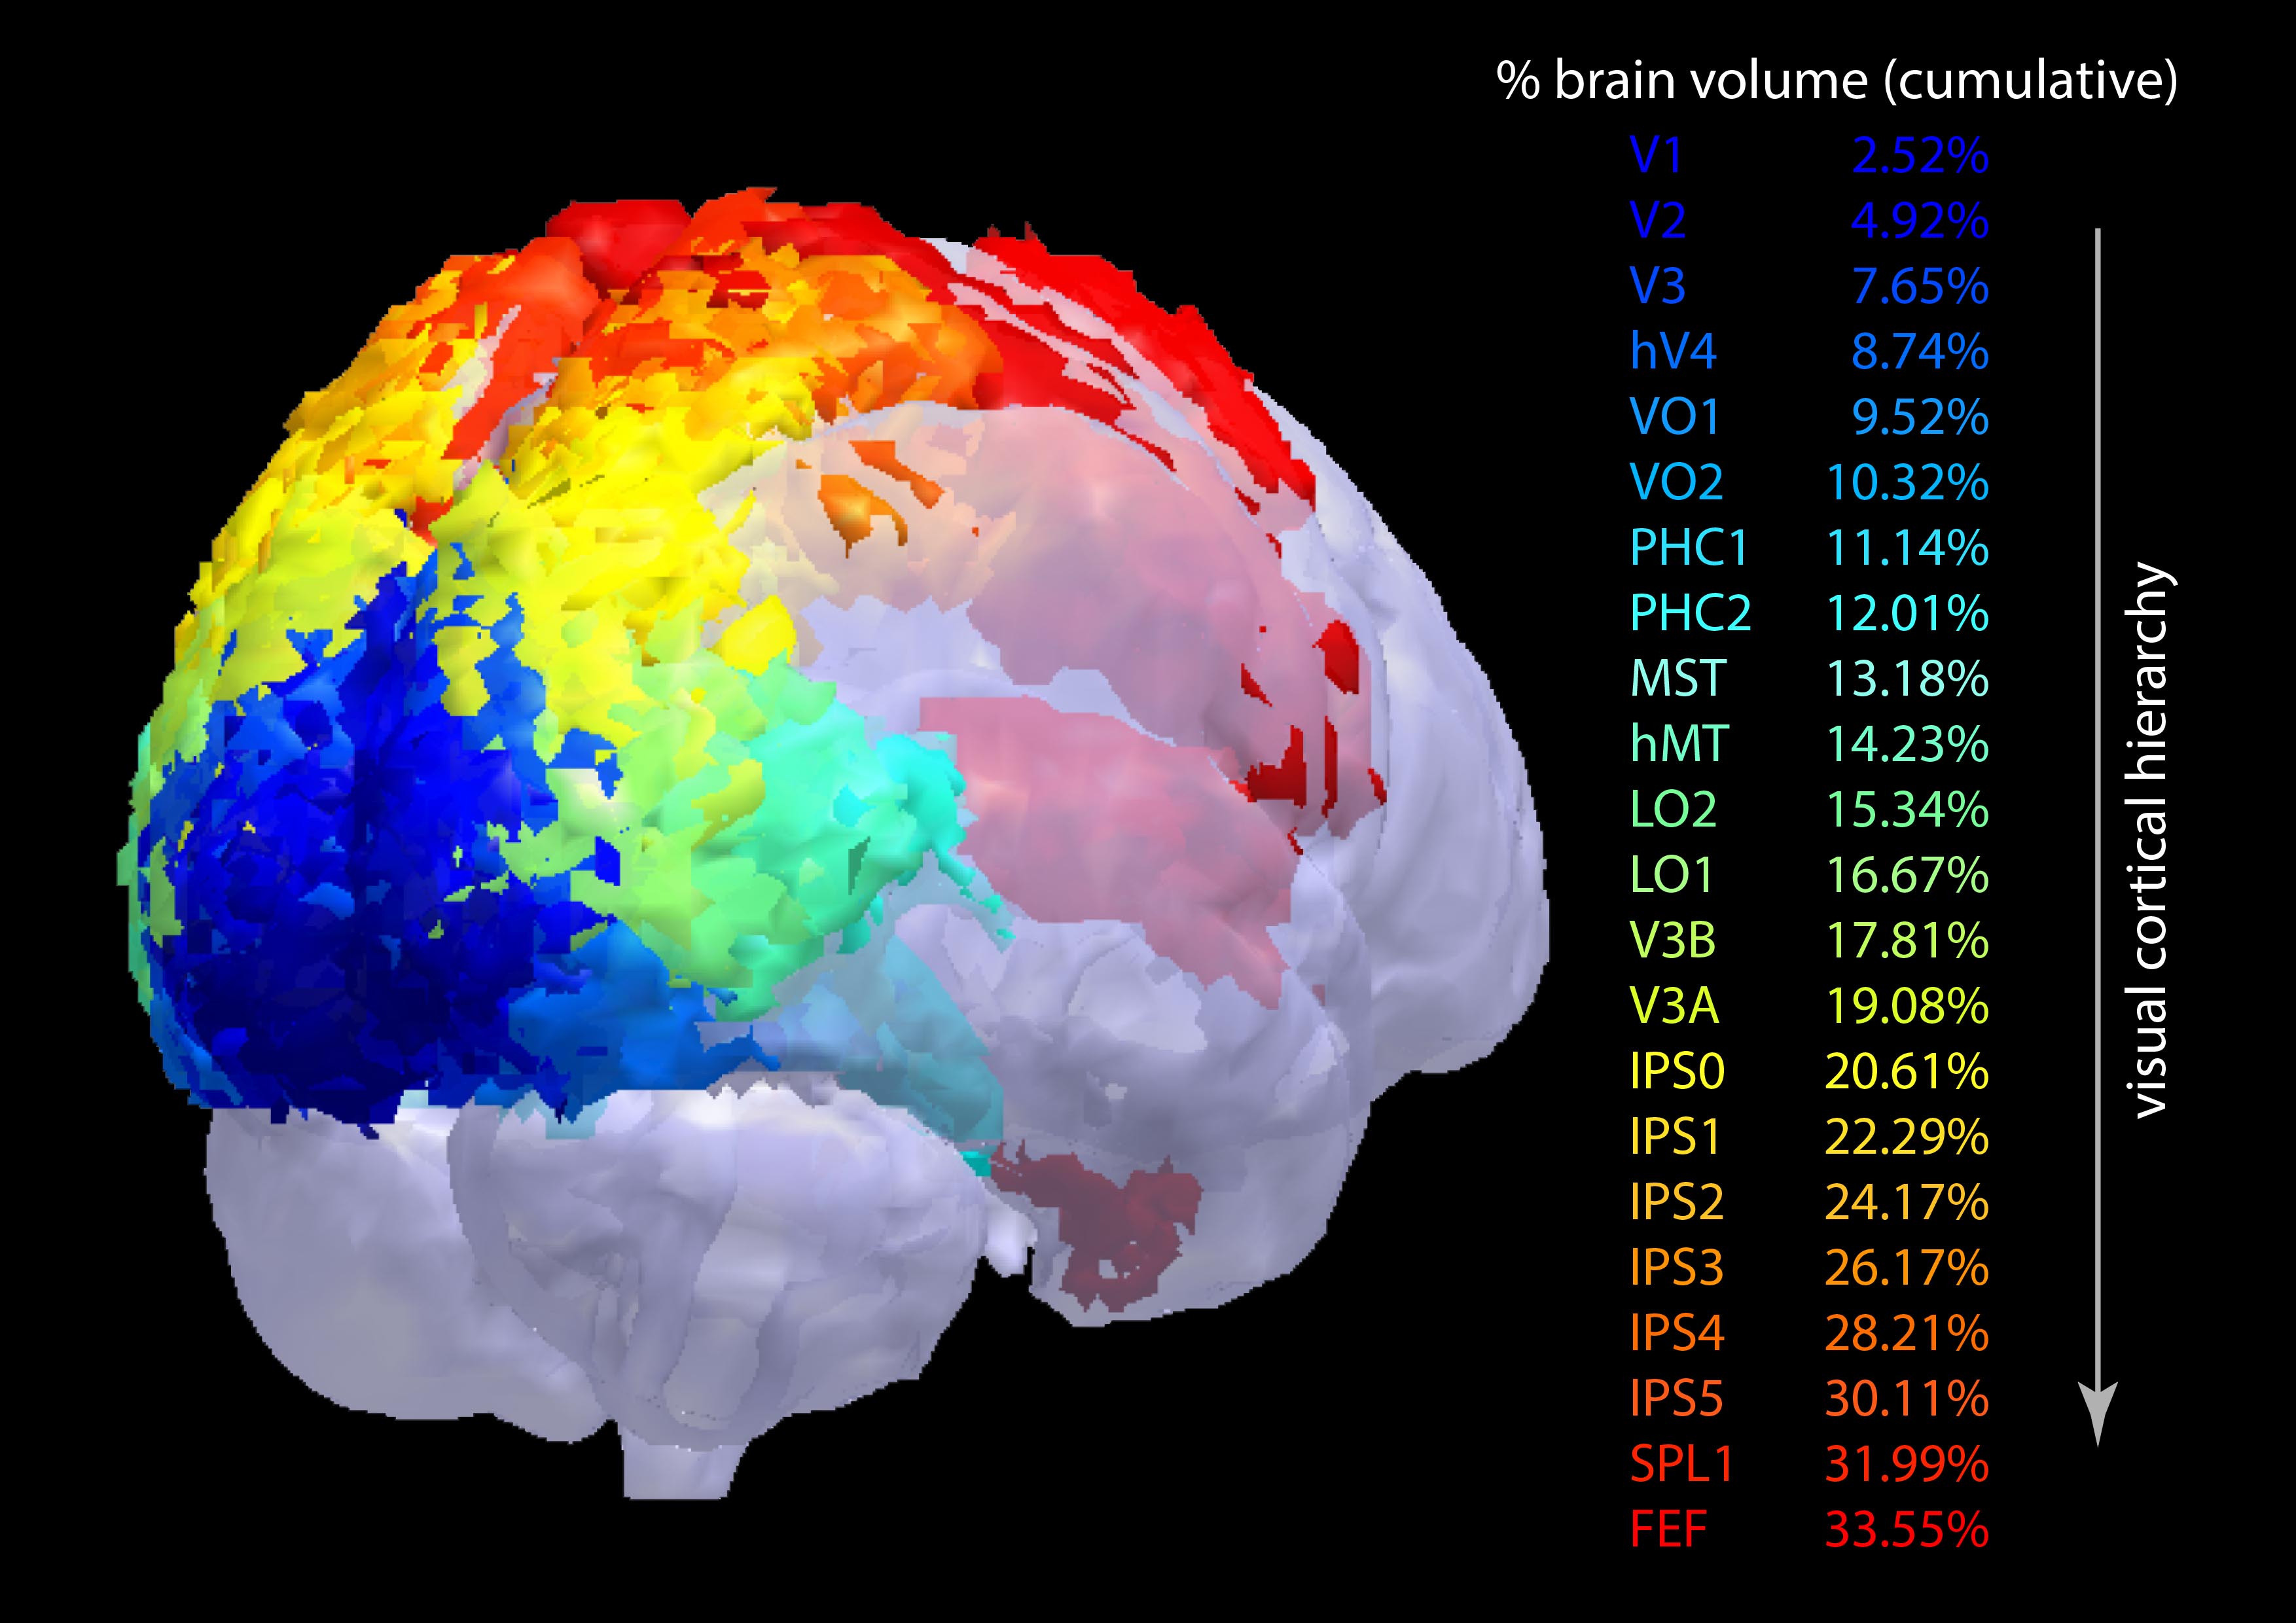 % brain volume (cumulative)
V1 2.52%
V2 4.92%
V3 7.65%
hV4 8.74%
VO1 9.52%
VO2 10.32%
PHC1 11.14%
PHC2 12.01%
MST 13.18%
hMT 14.23%
LO2 15.34%
LO1 16.67%
V3B 17.81%
V3A 19.08%
IPS0 20.61%
IPS1 22.29%
IPS2 24.17%
IPS3 26.17%
IPS4 28.21%
IPS5 30.11%
SPL1 31.99%
FEF 33.55%
visual cortical hierarchy